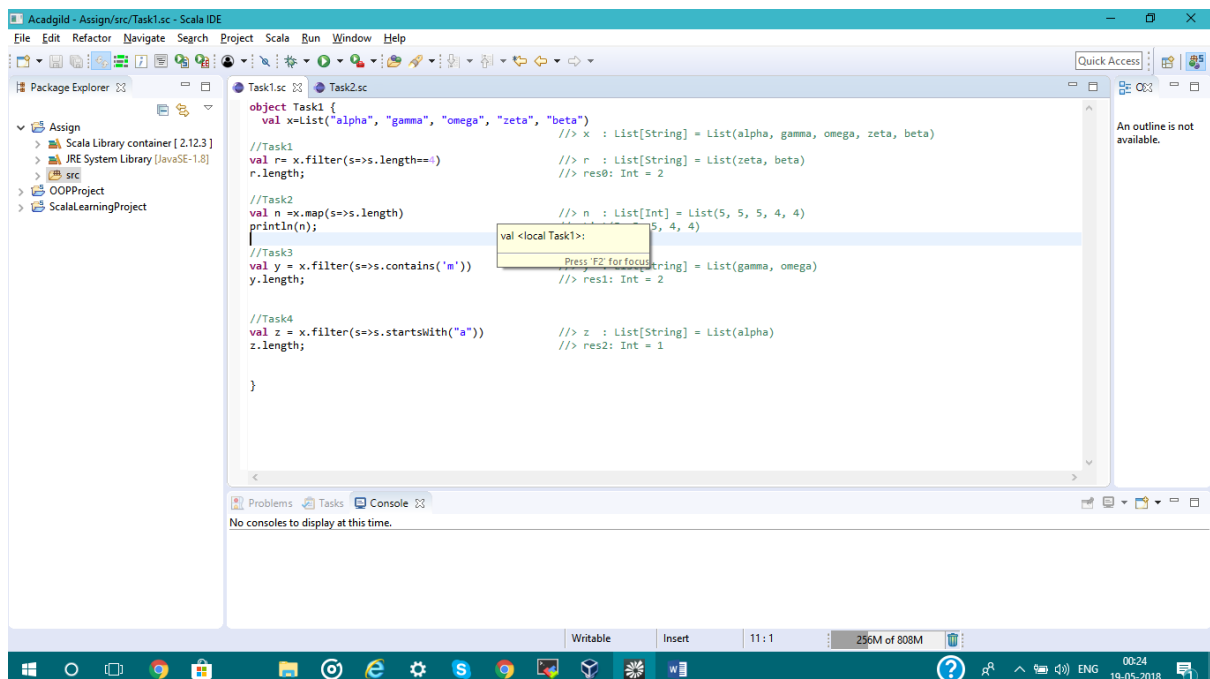 Acadgild - Assign/src/Task1.sc - Scala IDE
File Edit Refactor Navigate Search Project Scala Run Window Help
Quick Access
Package Explorer
Task1.sc
Task2.sc
Assign
Scala Library container [ 2.12.3 ]
JRE System Library [JavaSE-1.8]
src
OOPProject
ScalaLearningProject
object Task1 {
val x=List("alpha", "gamma", "omega", "zeta", "beta")
//> x : List[String] = List(alpha, gamma, omega, zeta, beta)
//Task1
val r= x.filter(s=>s.length==4) //> r : List[String] = List(zeta, beta)
r.length; //> res0: Int = 2
//Task2
val n =x.map(s=>s.length) //> n : List[Int] = List(5, 5, 5, 4, 4)
println(n); 5, 4, 4)
val <local Task1>:
Press 'F2' for focus
//Task3
val y = x.filter(s=>s.contains('m')) tring] = List(gamma, omega)
y.length; //> res1: Int = 2
//Task4
val z = x.filter(s=>s.startsWith("a")) //> z : List[String] = List(alpha)
z.length; //> res2: Int = 1
}
An outline is not
available.
Problems Tasks Console
No consoles to display at this time.
Writable Insert 11 : 1 256M of 808M
ENG
00:24
19-05-2018